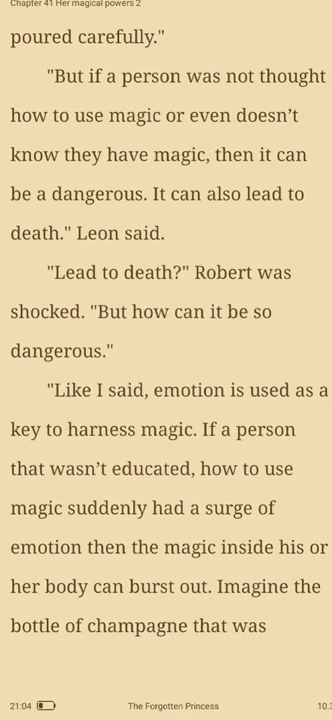 Chapter 41 Her magical powers 2
poured carefully."
"But if a person was not thought
how to use magic or even doesn’t
know they have magic, then it can
be a dangerous. It can also lead to
death." Leon said.
"Lead to death?" Robert was
shocked. "But how can it be so
dangerous."
"Like I said, emotion is used as a
key to harness magic. If a person
that wasn’t educated, how to use
magic suddenly had a surge of
emotion then the magic inside his or
her body can burst out. Imagine the
bottle of champagne that was
21:04 The Forgotten Princess